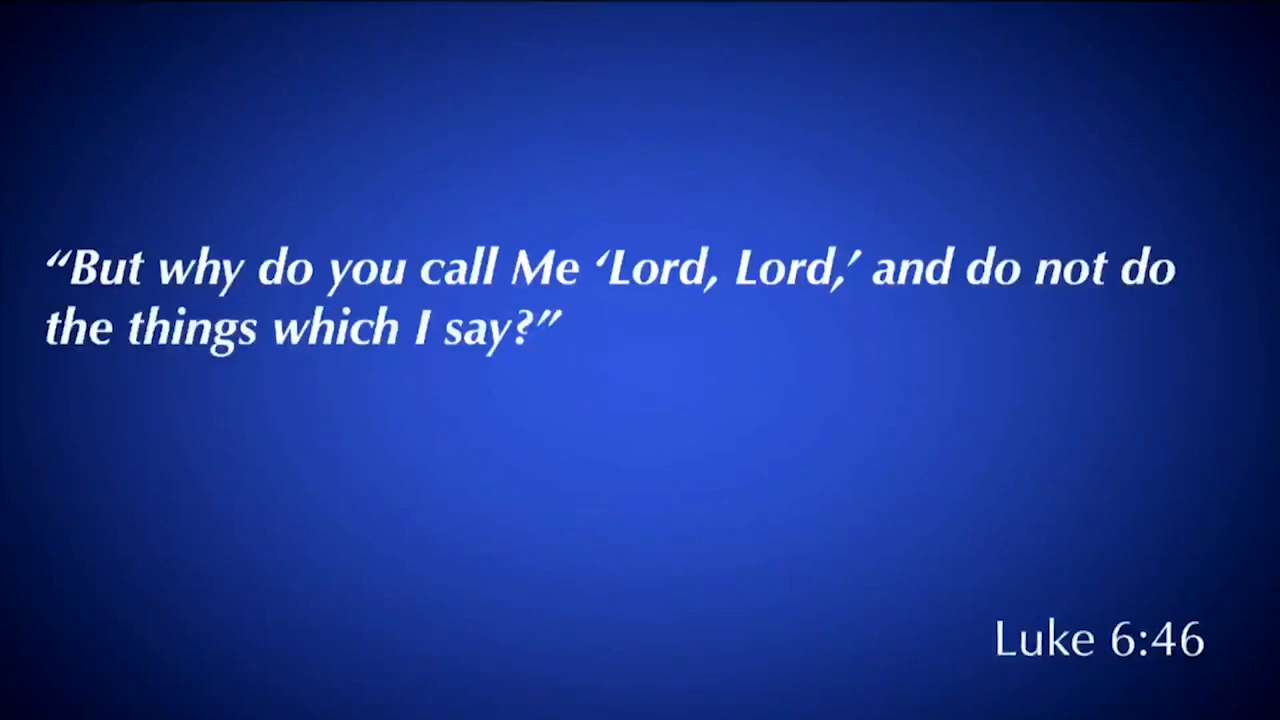 “But why do you call Me ‘Lord, Lord,’ and do not do
the things which I say?”
Luke 6:46